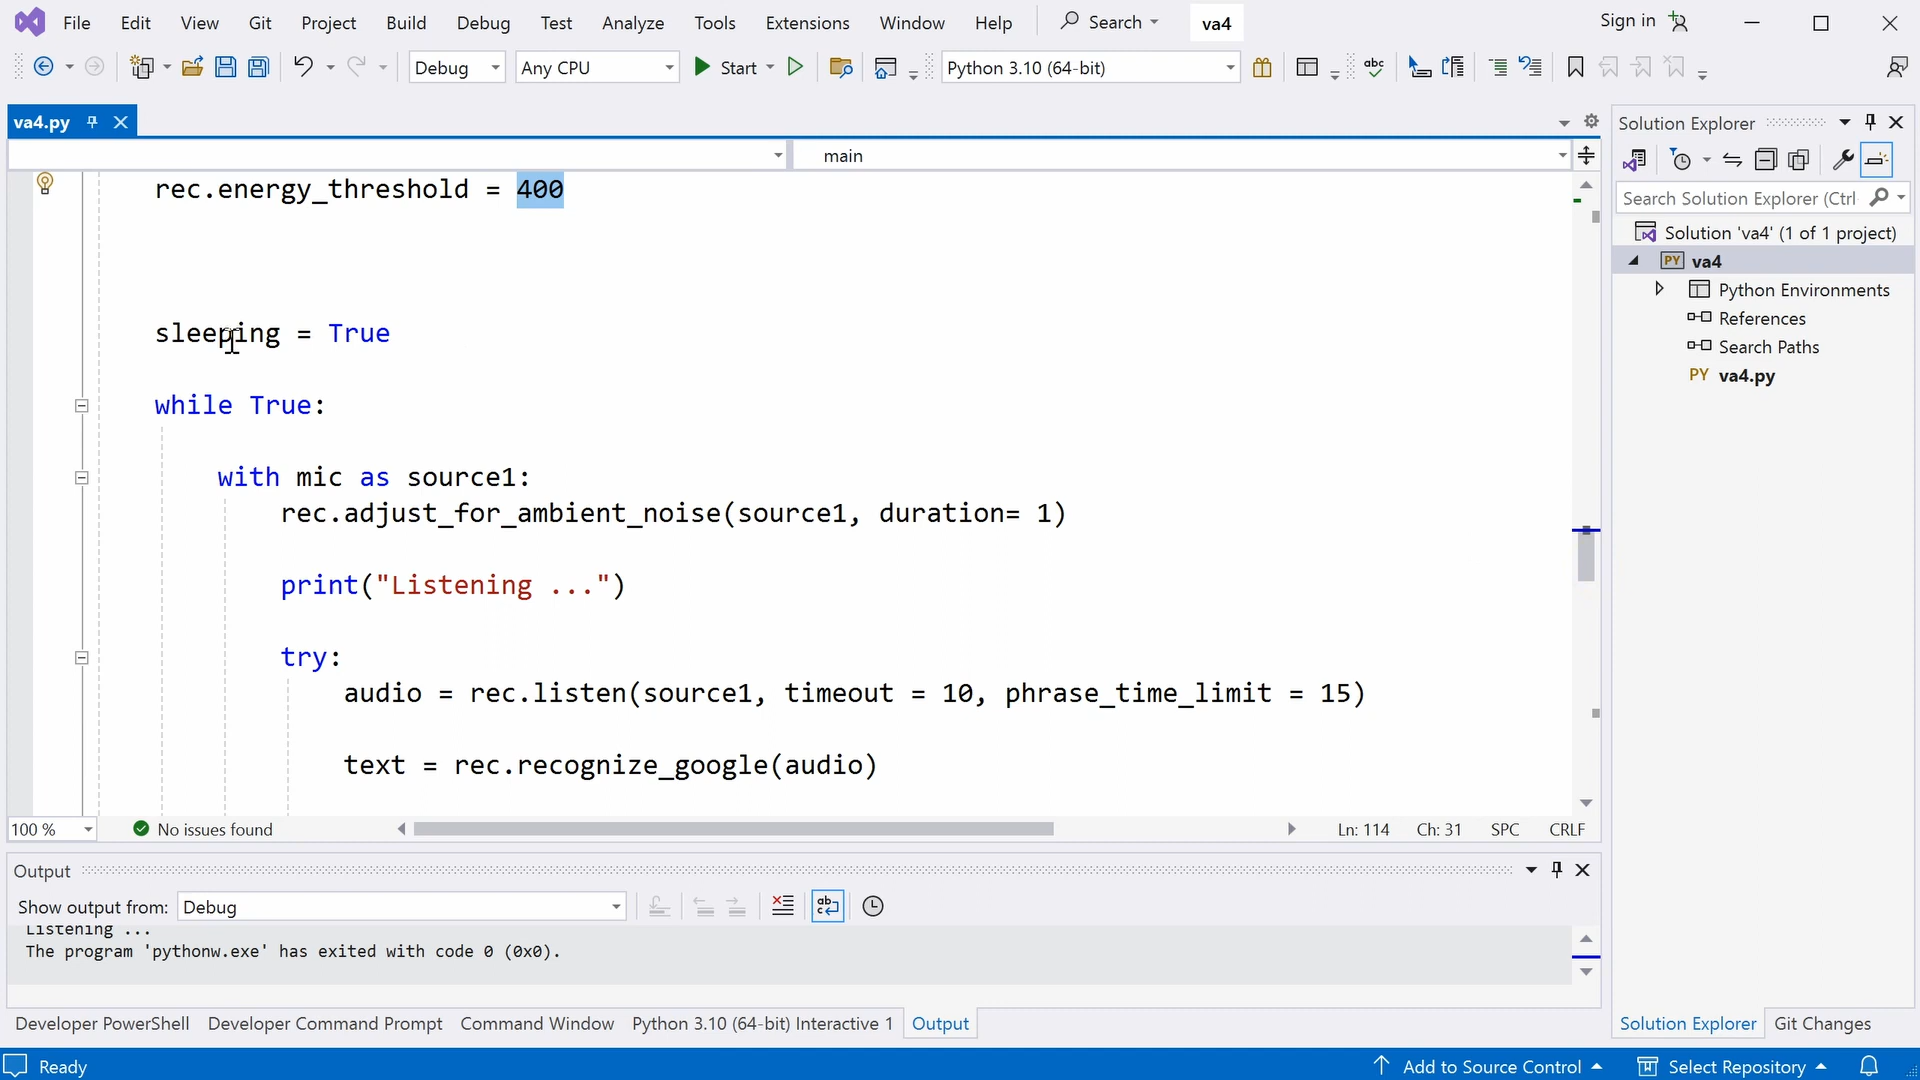 File Edit View Git Project Build Debug Test Analyze Tools Extensions Window Help Search va4 Sign in
Debug Any CPU Start Python 3.10 (64-bit)
va4.py
main
rec.energy_threshold = 400
sleeping = True
while True:
with mic as source1:
rec.adjust_for_ambient_noise(source1, duration= 1)
print("Listening ...")
try:
audio = rec.listen(source1, timeout = 10, phrase_time_limit = 15)
text = rec.recognize_google(audio)
100 % No issues found Ln: 114 Ch: 31 SPC CRLF
Output
Show output from: Debug
Listening ...
The program 'pythonw.exe' has exited with code 0 (0x0).
Developer PowerShell Developer Command Prompt Command Window Python 3.10 (64-bit) Interactive 1 Output
Solution Explorer
Search Solution Explorer (Ctrl
Solution 'va4' (1 of 1 project)
PY va4
Python Environments
References
Search Paths
PY va4.py
Solution Explorer Git Changes
Ready Add to Source Control Select Repository